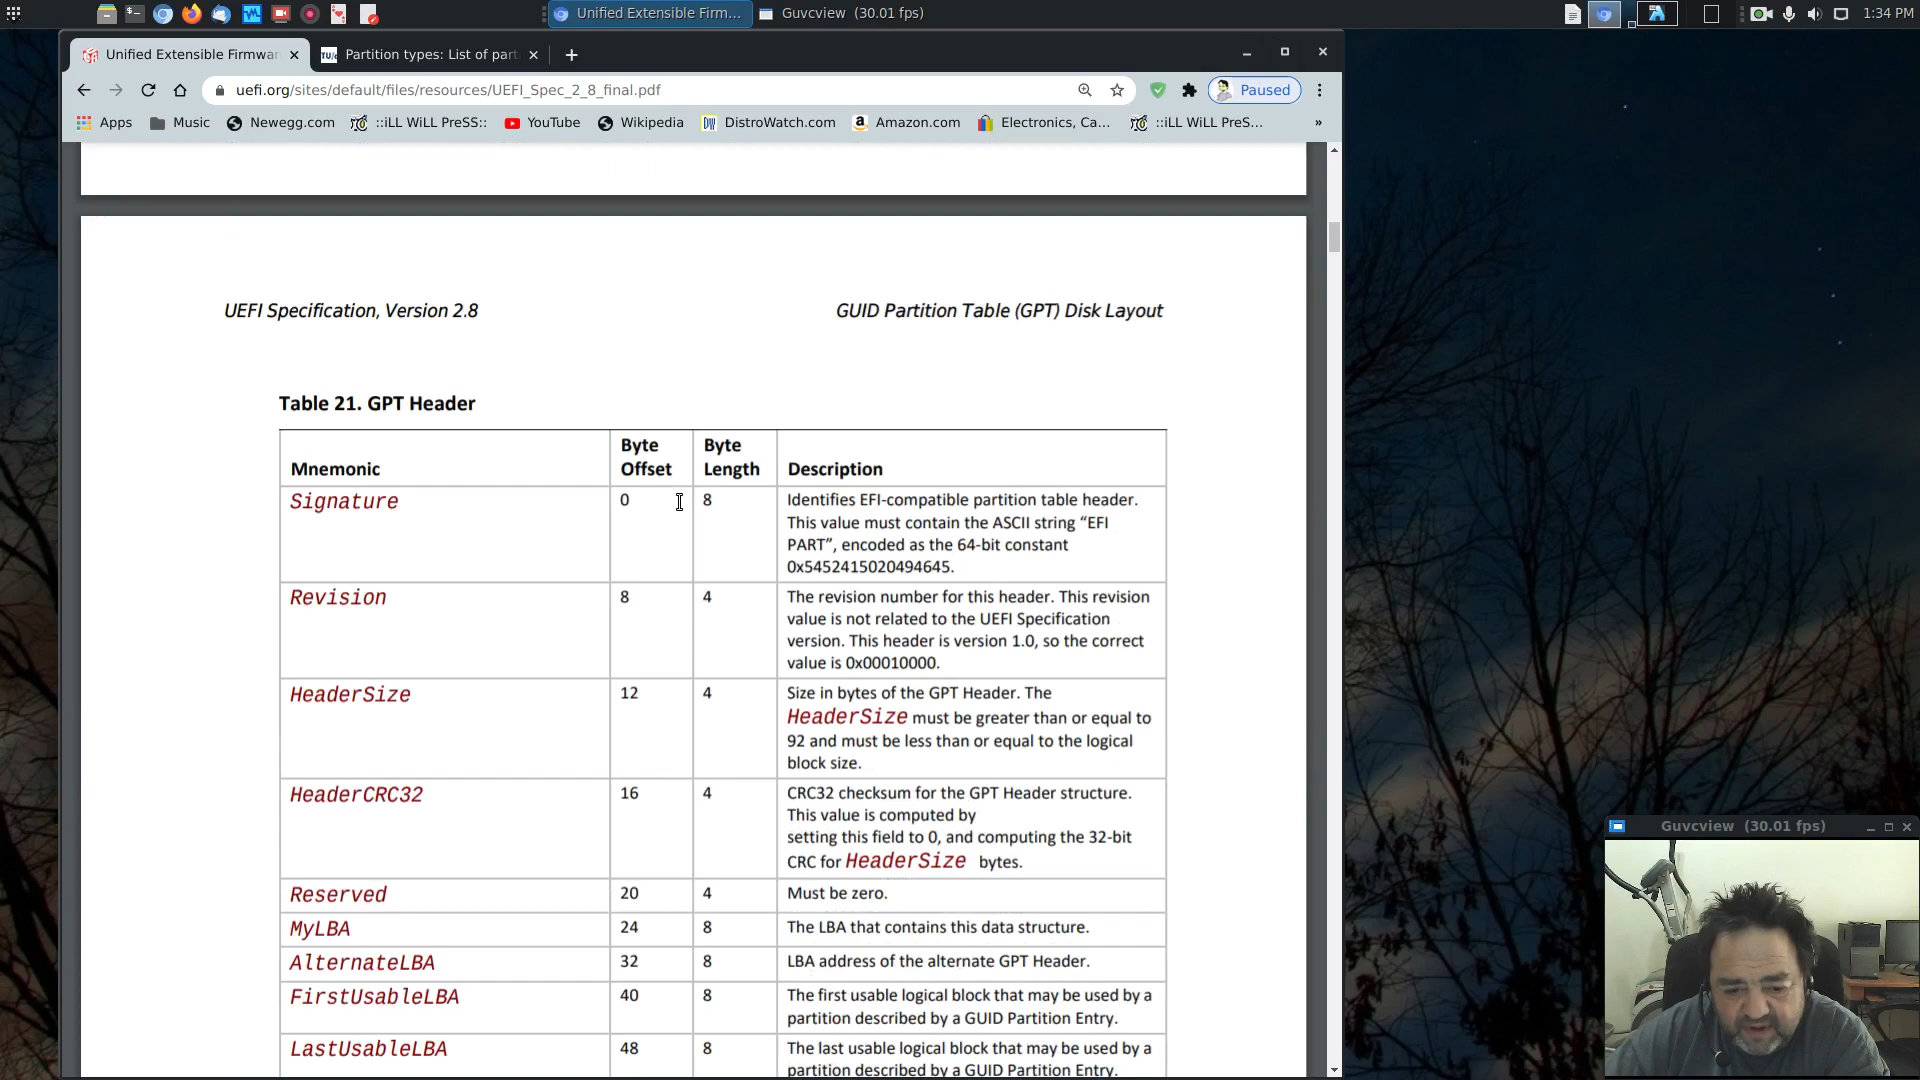 Unified Extensible Firm...
Guvcview (30.01 fps)
1:34 PM
Unified Extensible Firmwar
Partition types: List of part
uefi.org/sites/default/files/resources/UEFI_Spec_2_8_final.pdf
Paused
Apps
Music
Newegg.com
::iLL WiLL PreSS::
YouTube
Wikipedia
DistroWatch.com
Amazon.com
Electronics, Ca...
::iLL WiLL PreS...
»
UEFI Specification, Version 2.8
GUID Partition Table (GPT) Disk Layout
Table 21. GPT Header
Mnemonic
Byte
Offset
Byte
Length
Description
Signature
0
8
Identifies EFI-compatible partition table header.
This value must contain the ASCII string “EFI
PART”, encoded as the 64-bit constant
0x5452415020494645.
Revision
8
4
The revision number for this header. This revision
value is not related to the UEFI Specification
version. This header is version 1.0, so the correct
value is 0x00010000.
HeaderSize
12
4
Size in bytes of the GPT Header. The
HeaderSize must be greater than or equal to
92 and must be less than or equal to the logical
block size.
HeaderCRC32
16
4
CRC32 checksum for the GPT Header structure.
This value is computed by
setting this field to 0, and computing the 32-bit
CRC for HeaderSize bytes.
Reserved
20
4
Must be zero.
MyLBA
24
8
The LBA that contains this data structure.
AlternateLBA
32
8
LBA address of the alternate GPT Header.
FirstUsableLBA
40
8
The first usable logical block that may be used by a
partition described by a GUID Partition Entry.
LastUsableLBA
48
8
The last usable logical block that may be used by a
partition described by a GUID Partition Entry.
Guvcview (30.01 fps)